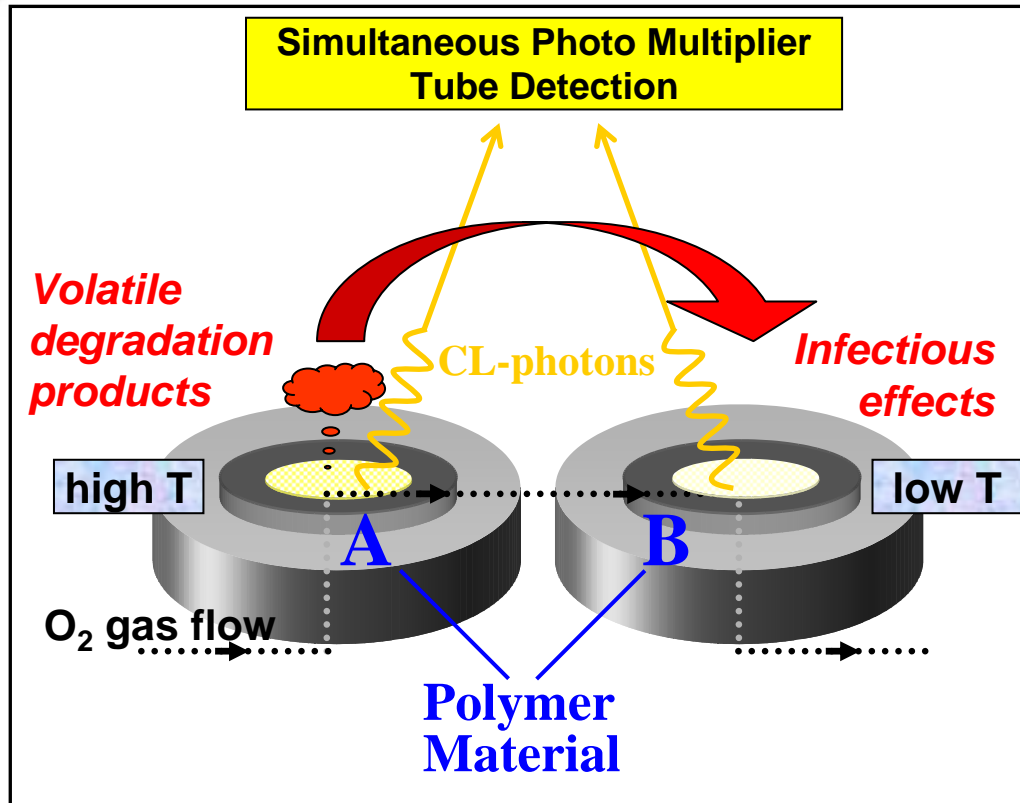 Simultaneous Photo Multiplier
Tube Detection
Volatile
degradation
products
CL-photons
Infectious
effects
high T
low T
A
B
O₂ gas flow
Polymer
Material